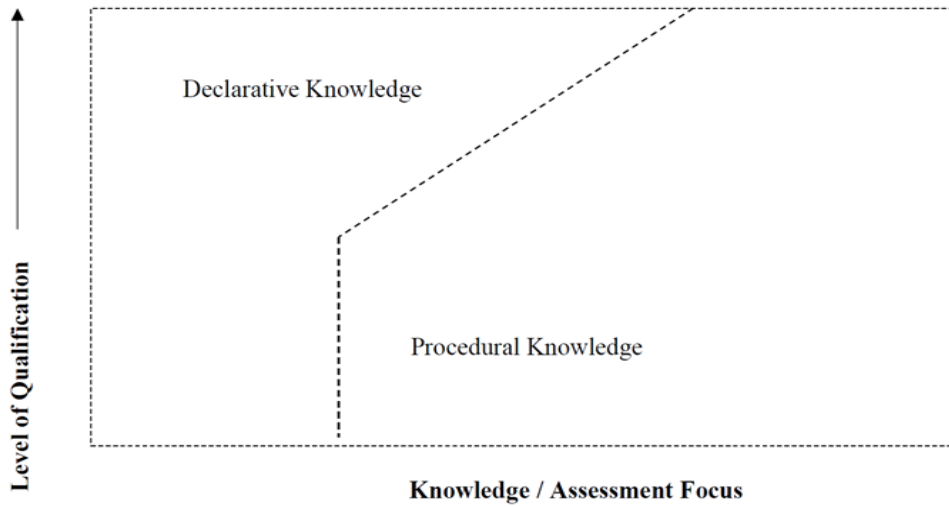 Declarative Knowledge
Procedural Knowledge
Level of Qualification
Knowledge / Assessment Focus